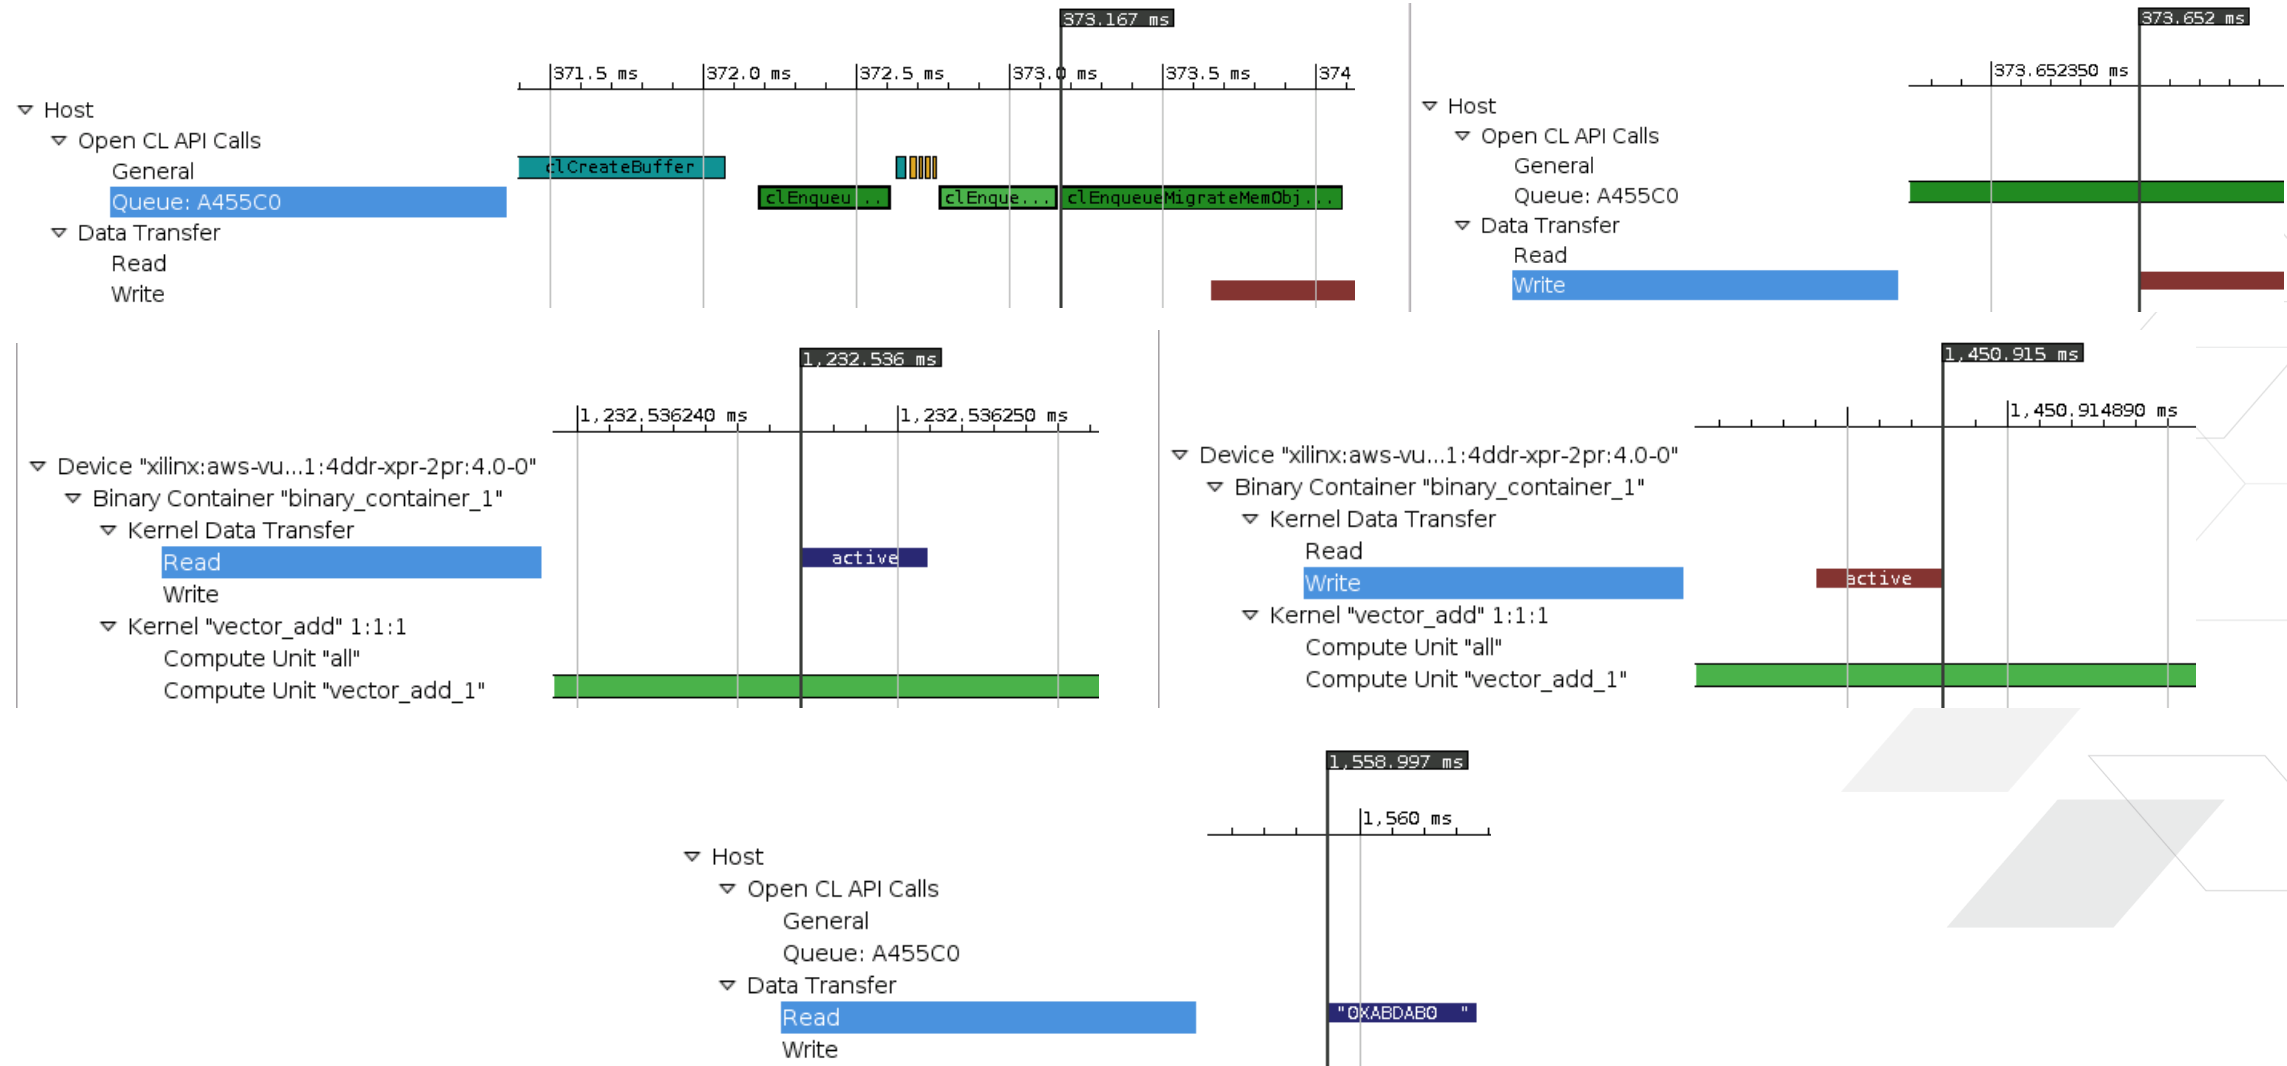 373.167 ms
371.5 ms 372.0 ms 372.5 ms 373.0 ms 373.5 ms 374
Host
Open CL API Calls
General clCreateBuffer
Queue: A455C0 clEnqueu ... clEnque... clEnqueueMigrateMemObj...
Data Transfer
Read
Write
373.652 ms
373.652350 ms
Host
Open CL API Calls
General
Queue: A455C0
Data Transfer
Read
Write
1,232.536 ms
1,232.536240 ms 1,232.536250 ms
Device "xilinx:aws-vu...1:4ddr-xpr-2pr:4.0-0"
Binary Container "binary_container_1"
Kernel Data Transfer
Read active
Write
Kernel "vector_add" 1:1:1
Compute Unit "all"
Compute Unit "vector_add_1"
1,450.915 ms
1,450.914890 ms
Device "xilinx:aws-vu...1:4ddr-xpr-2pr:4.0-0"
Binary Container "binary_container_1"
Kernel Data Transfer
Read
Write active
Kernel "vector_add" 1:1:1
Compute Unit "all"
Compute Unit "vector_add_1"
1,558.997 ms
1,560 ms
Host
Open CL API Calls
General
Queue: A455C0
Data Transfer
Read "0XABDAB0 "
Write